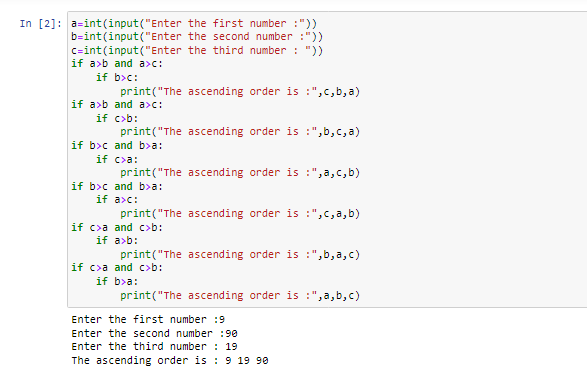 In [2]: a=int(input("Enter the first number :"))
b=int(input("Enter the second number :"))
c=int(input("Enter the third number : "))
if a>b and a>c:
    if b>c:
        print("The ascending order is :",c,b,a)
if a>b and a>c:
    if c>b:
        print("The ascending order is :",b,c,a)
if b>c and b>a:
    if c>a:
        print("The ascending order is :",a,c,b)
if b>c and b>a:
    if a>c:
        print("The ascending order is :",c,a,b)
if c>a and c>b:
    if a>b:
        print("The ascending order is :",b,a,c)
if c>a and c>b:
    if b>a:
        print("The ascending order is :",a,b,c)
Enter the first number :9
Enter the second number :90
Enter the third number : 19
The ascending order is : 9 19 90